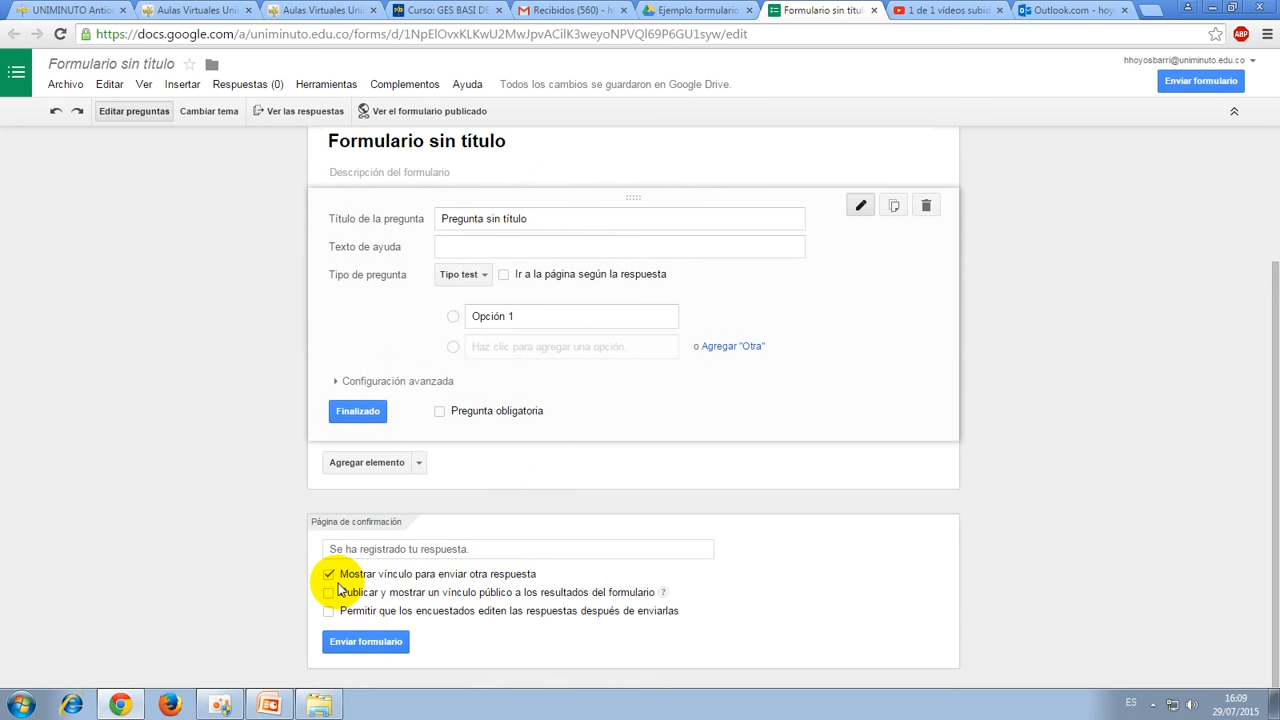 UNIMINUTO Antioc
Aulas Virtuales Uni
Aulas Virtuales Uni
Curso: GES BASI DE
Recibidos (560) - h
Ejemplo formulario
Formulario sin títu
1 de 1 vídeos subid
Outlook.com - hoye
https://docs.google.com/a/uniminuto.edu.co/forms/d/1NpElOvxKLKwU2MwJpvACilK3weyoNPVQl69P6GU1syw/edit
ABP
Formulario sin título
hhoyosbarri@uniminuto.edu.co
Archivo Editar Ver Insertar Respuestas (0) Herramientas Complementos Ayuda Todos los cambios se guardaron en Google Drive.
Enviar formulario
Editar preguntas Cambiar tema Ver las respuestas Ver el formulario publicado
Formulario sin título
Descripción del formulario
Título de la pregunta Pregunta sin título
Texto de ayuda
Tipo de pregunta Tipo test Ir a la página según la respuesta
Opción 1
Haz clic para agregar una opción. o Agregar "Otra"
Configuración avanzada
Finalizado Pregunta obligatoria
Agregar elemento
Página de confirmación
Se ha registrado tu respuesta.
Mostrar vínculo para enviar otra respuesta
Publicar y mostrar un vínculo público a los resultados del formulario ?
Permitir que los encuestados editen las respuestas después de enviarlas
Enviar formulario
ES
16:09
29/07/2015